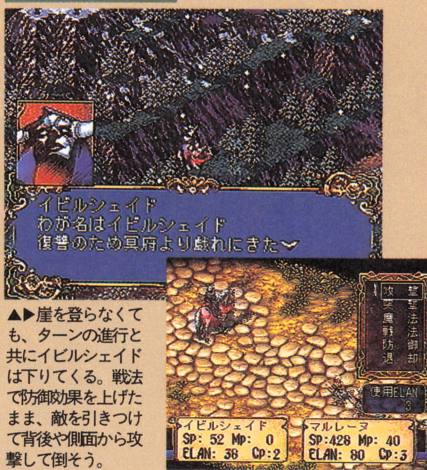 イビルシェイド
わが名はイビルシェイド
復讐のため冥府より戯れにきた
攻撃
突撃
魔法
戦法
防御
退却
使用ELAN
3
▲▶崖を登らなくて
も、ターンの進行と
共にイビルシェイド
は下りてくる。戦法
で防御効果を上げた
まま、敵を引きつけ
て背後や側面から攻
撃して倒そう。
イビルシェイド
SP: 52 MP: 0
ELAN: 38 CP:2
マルレーヌ
SP:428 MP: 40
ELAN: 80 CP:3